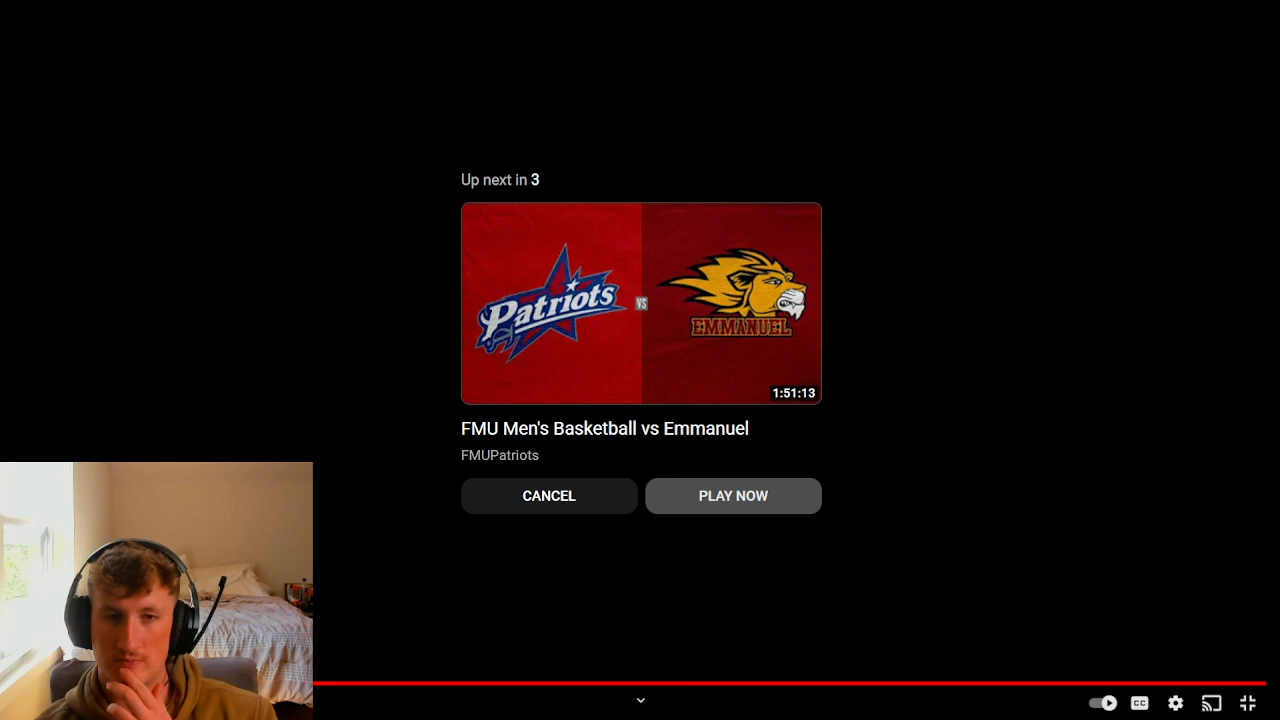 Up next in 3
Patriots
VS
EMMANUEL
1:51:13
FMU Men's Basketball vs Emmanuel
FMUPatriots
CANCEL
PLAY NOW
CC